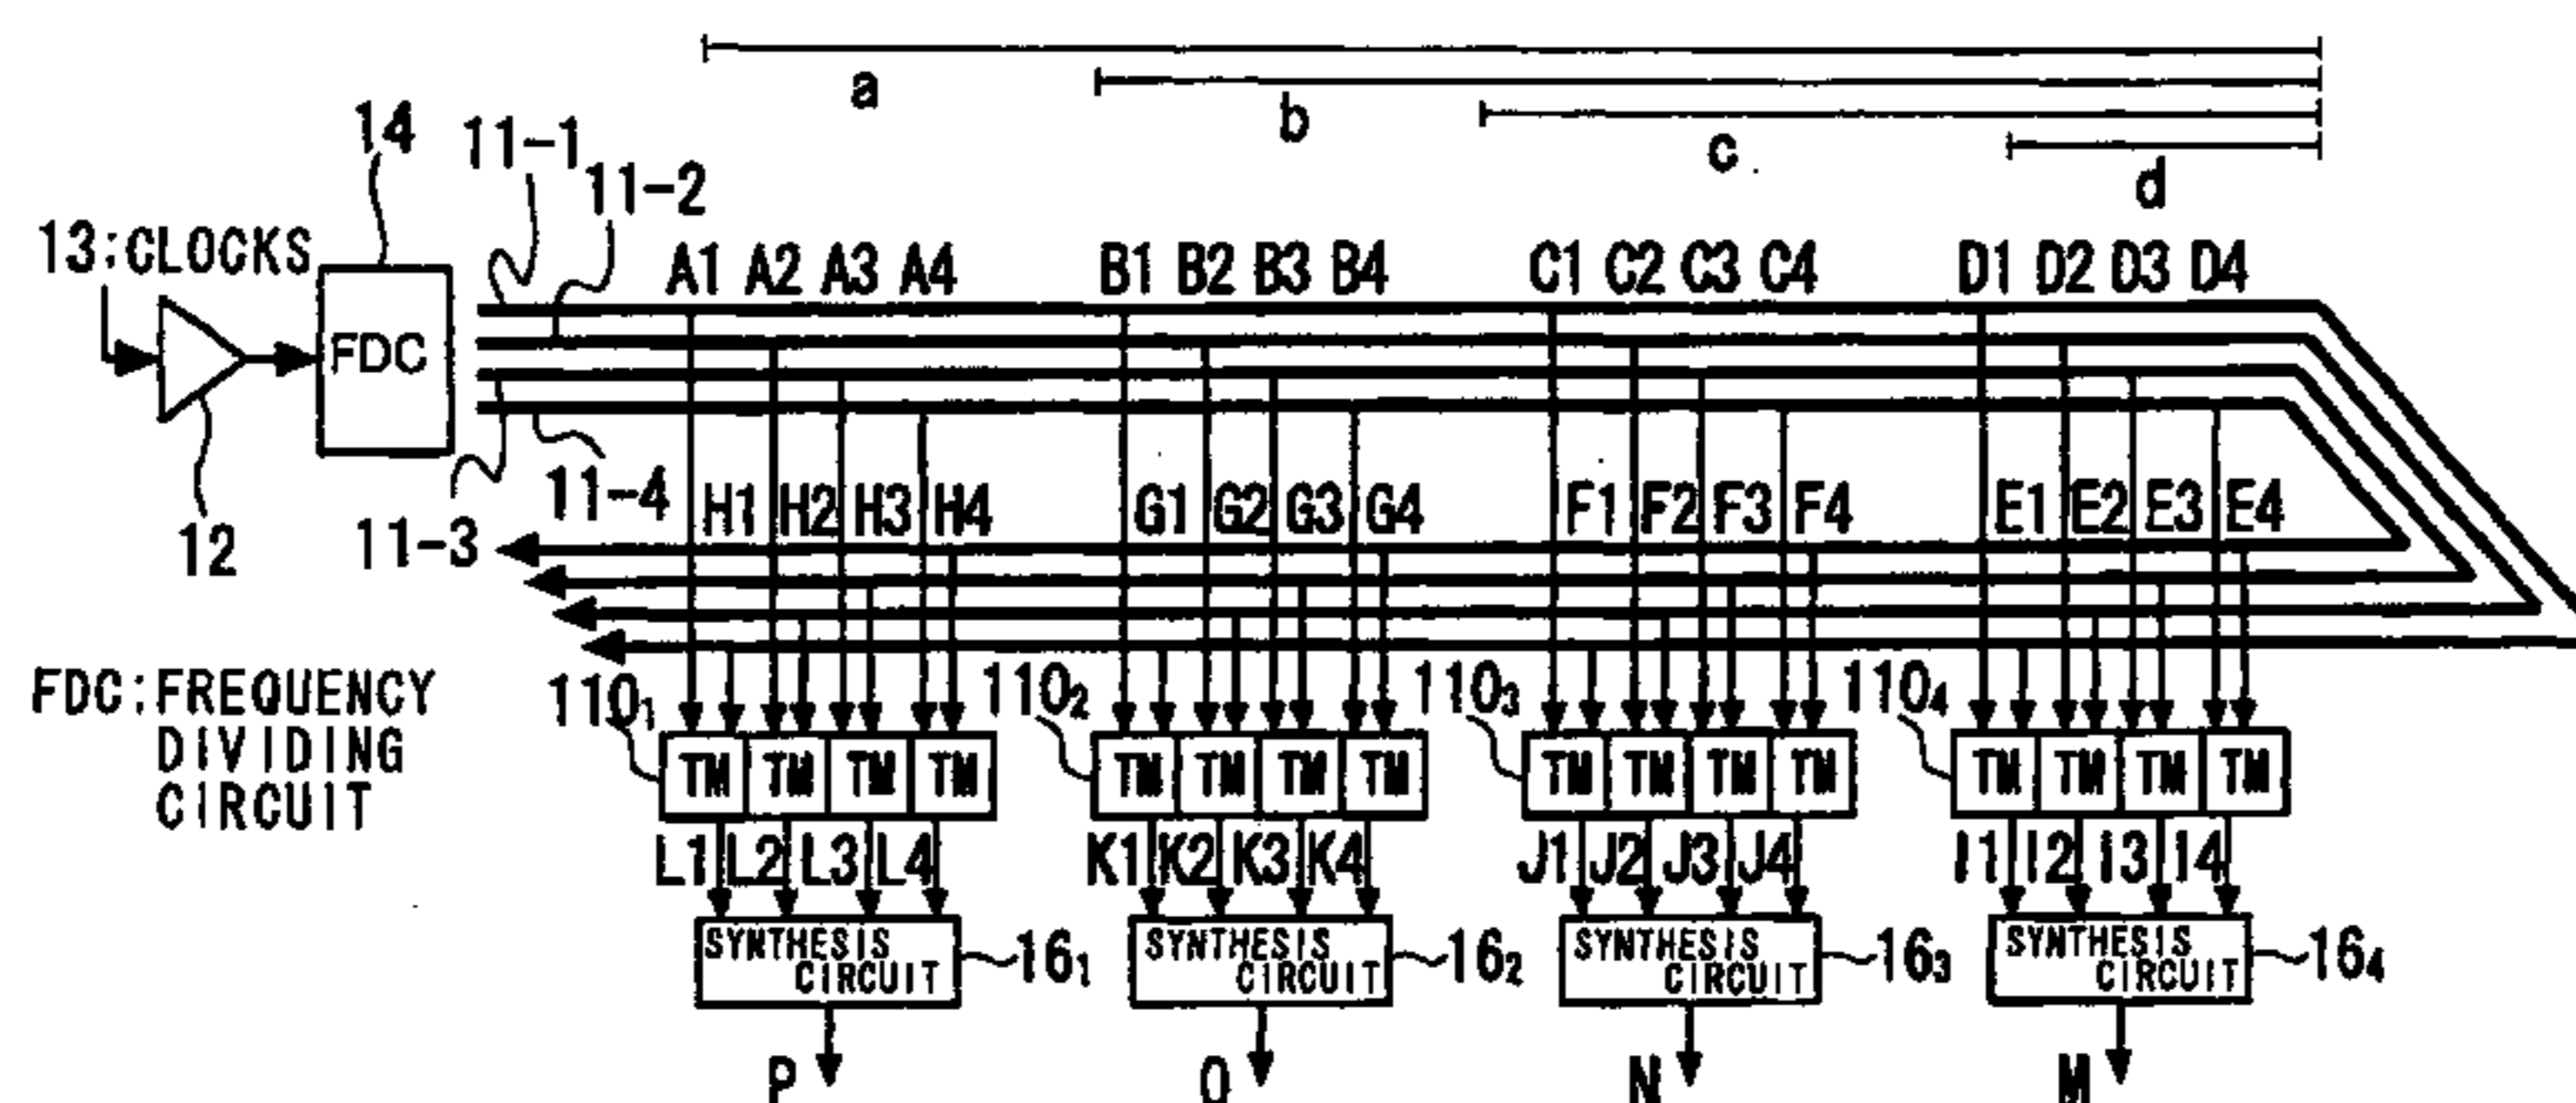 a
b
c
d
14
11-1
11-2
13:CLOCKS
FDC
A1 A2 A3 A4 B1 B2 B3 B4 C1 C2 C3 C4 D1 D2 D3 D4
12
11-3
11-4
H1 H2 H3 H4 G1 G2 G3 G4 F1 F2 F3 F4 E1 E2 E3 E4
FDC:FREQUENCY
DIVIDING
CIRCUIT
110₁ 110₂ 110₃ 110₄
TM TM TM TM TM TM TM TM TM TM TM TM TM TM TM TM
L1 L2 L3 L4 K1 K2 K3 K4 J1 J2 J3 J4 I1 I2 I3 I4
SYNTHESIS
CIRCUIT
16₁
SYNTHESIS
CIRCUIT
16₂
SYNTHESIS
CIRCUIT
16₃
SYNTHESIS
CIRCUIT
16₄
P O N M